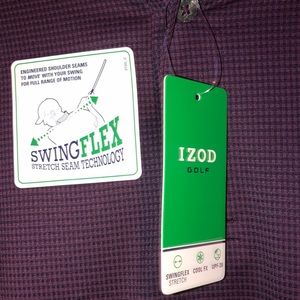 ENGINEERED SHOULDER SEAMS
TO MOVE WITH YOUR SWING
FOR FULL RANGE OF MOTION
SWINGFLEX
STRETCH SEAM TECHNOLOGY
IZOD
GOLF
SWINGFLEX
STRETCH
COOL FX
UPF-20